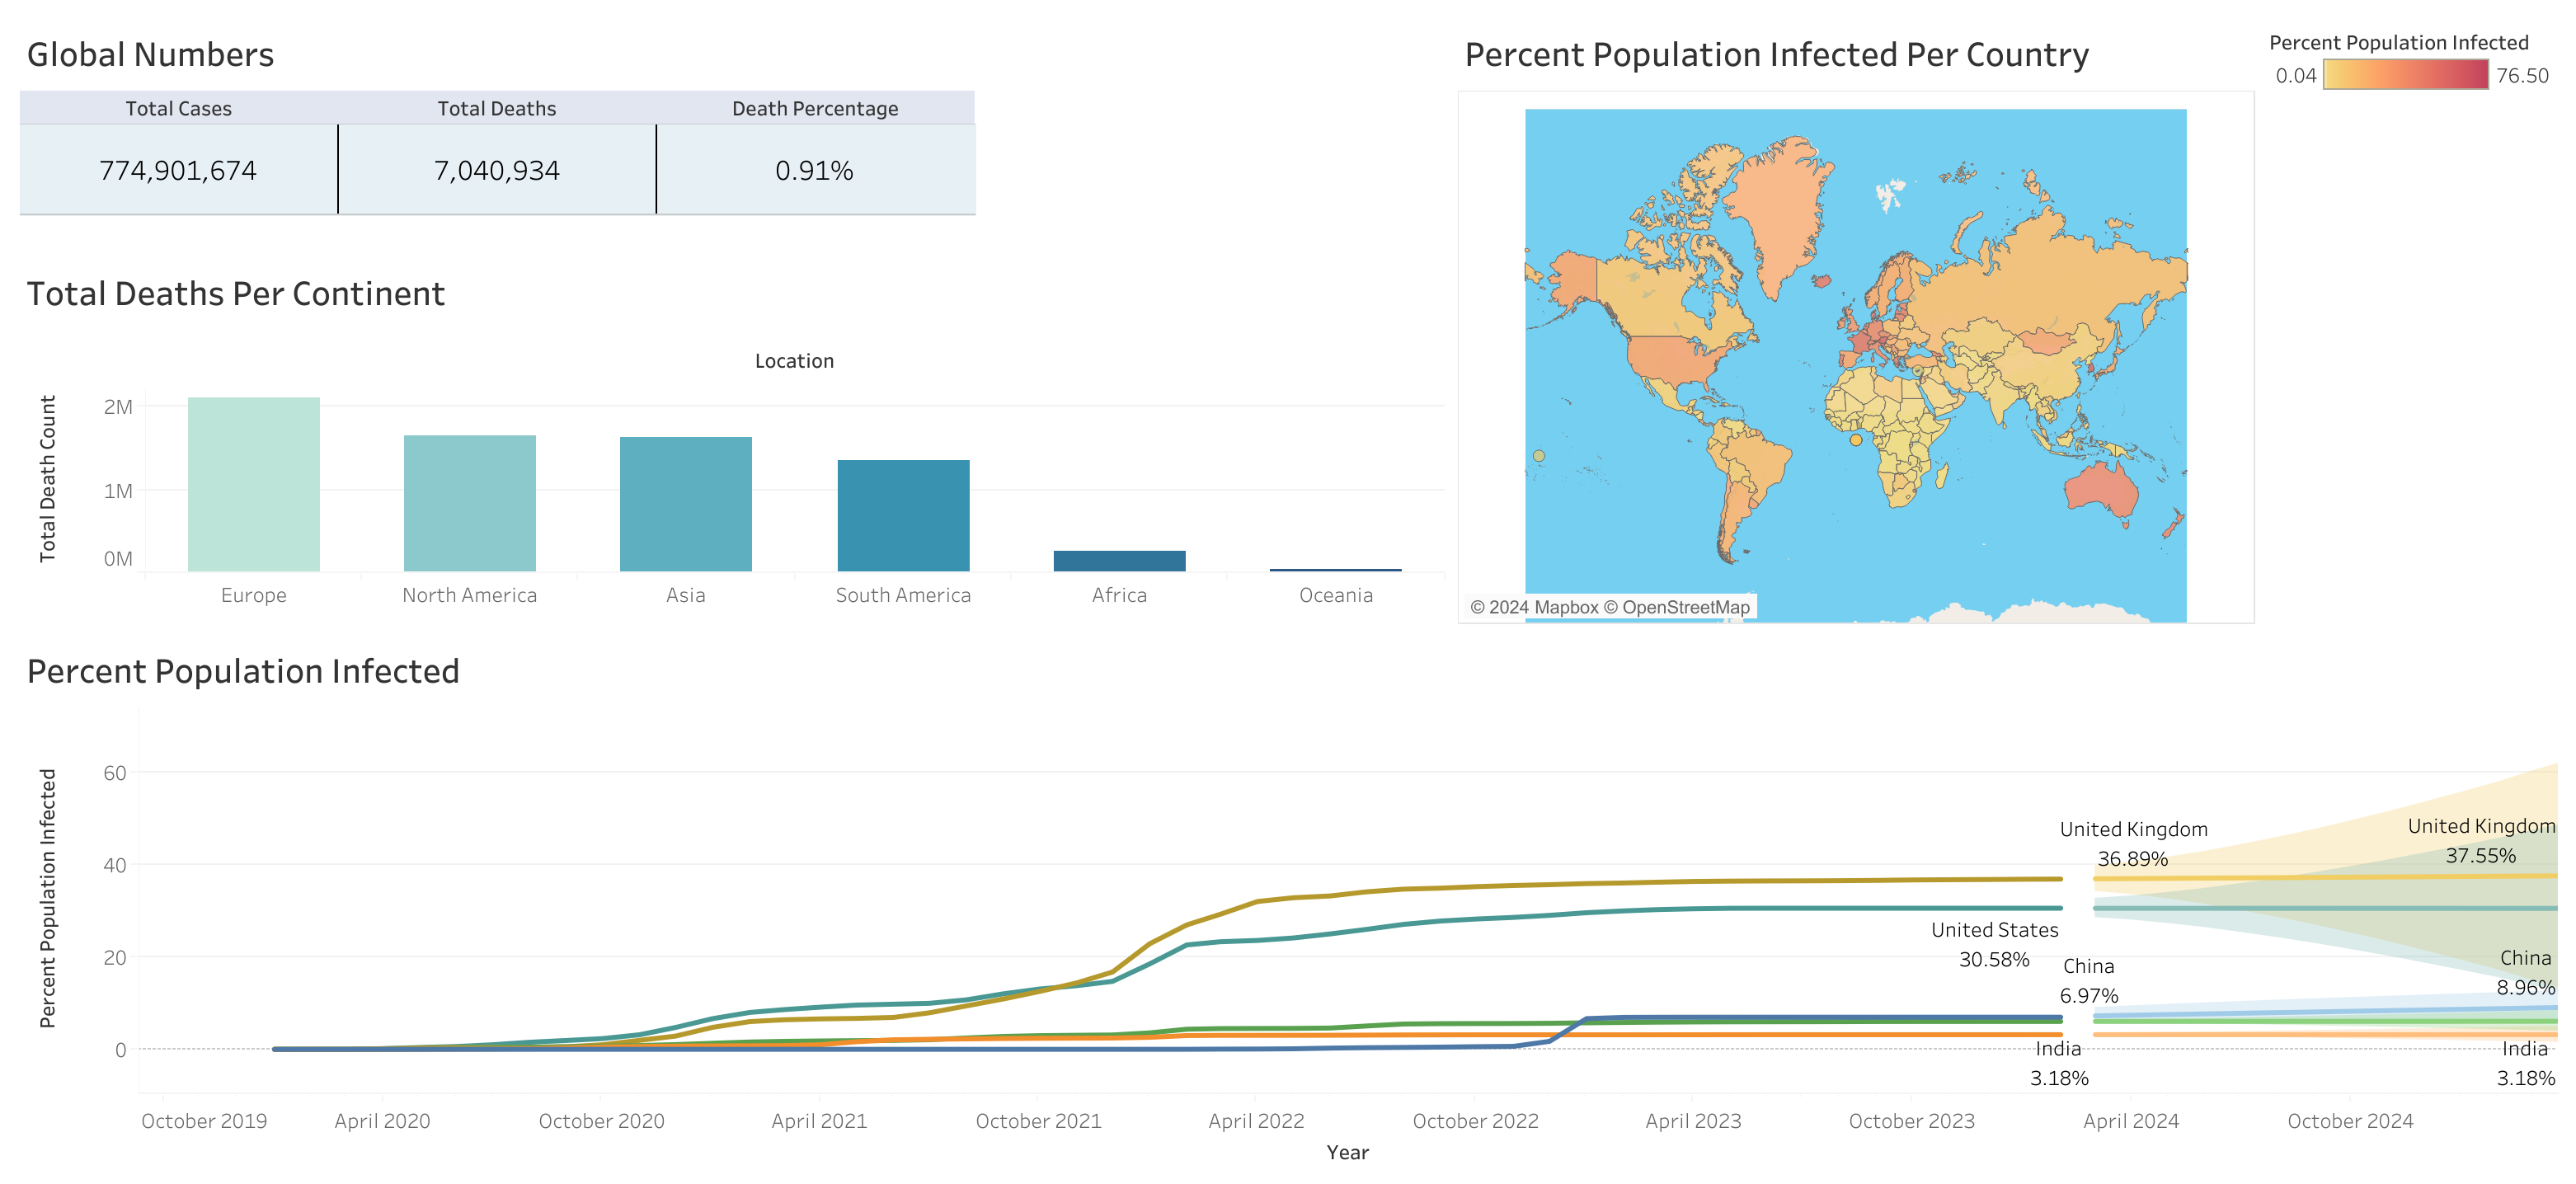 Global Numbers
Total Cases Total Deaths Death Percentage
774,901,674 7,040,934 0.91%
Percent Population Infected Per Country
Percent Population Infected
0.04 76.50
© 2024 Mapbox © OpenStreetMap
Total Deaths Per Continent
Location
Total Death Count
2M
1M
0M
Europe North America Asia South America Africa Oceania
Percent Population Infected
Percent Population Infected
60
40
20
0
United Kingdom
36.89%
United Kingdom
37.55%
United States
30.58%
China
6.97%
China
8.96%
India
3.18%
India
3.18%
October 2019 April 2020 October 2020 April 2021 October 2021 April 2022 October 2022 April 2023 October 2023 April 2024 October 2024
Year